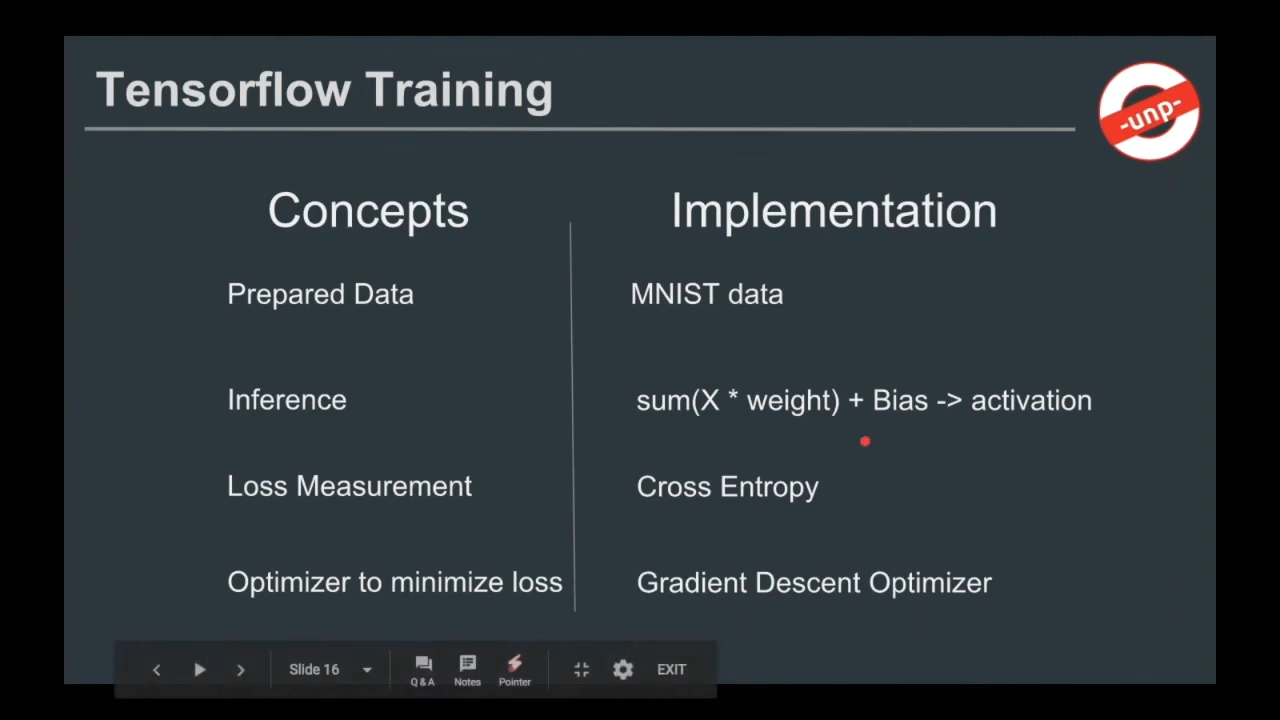 Tensorflow Training
-unp-
Concepts
Implementation
Prepared Data
MNIST data
Inference
sum(X * weight) + Bias -> activation
Loss Measurement
Cross Entropy
Optimizer to minimize loss
Gradient Descent Optimizer
Slide 16
Q & A
Notes
Pointer
EXIT